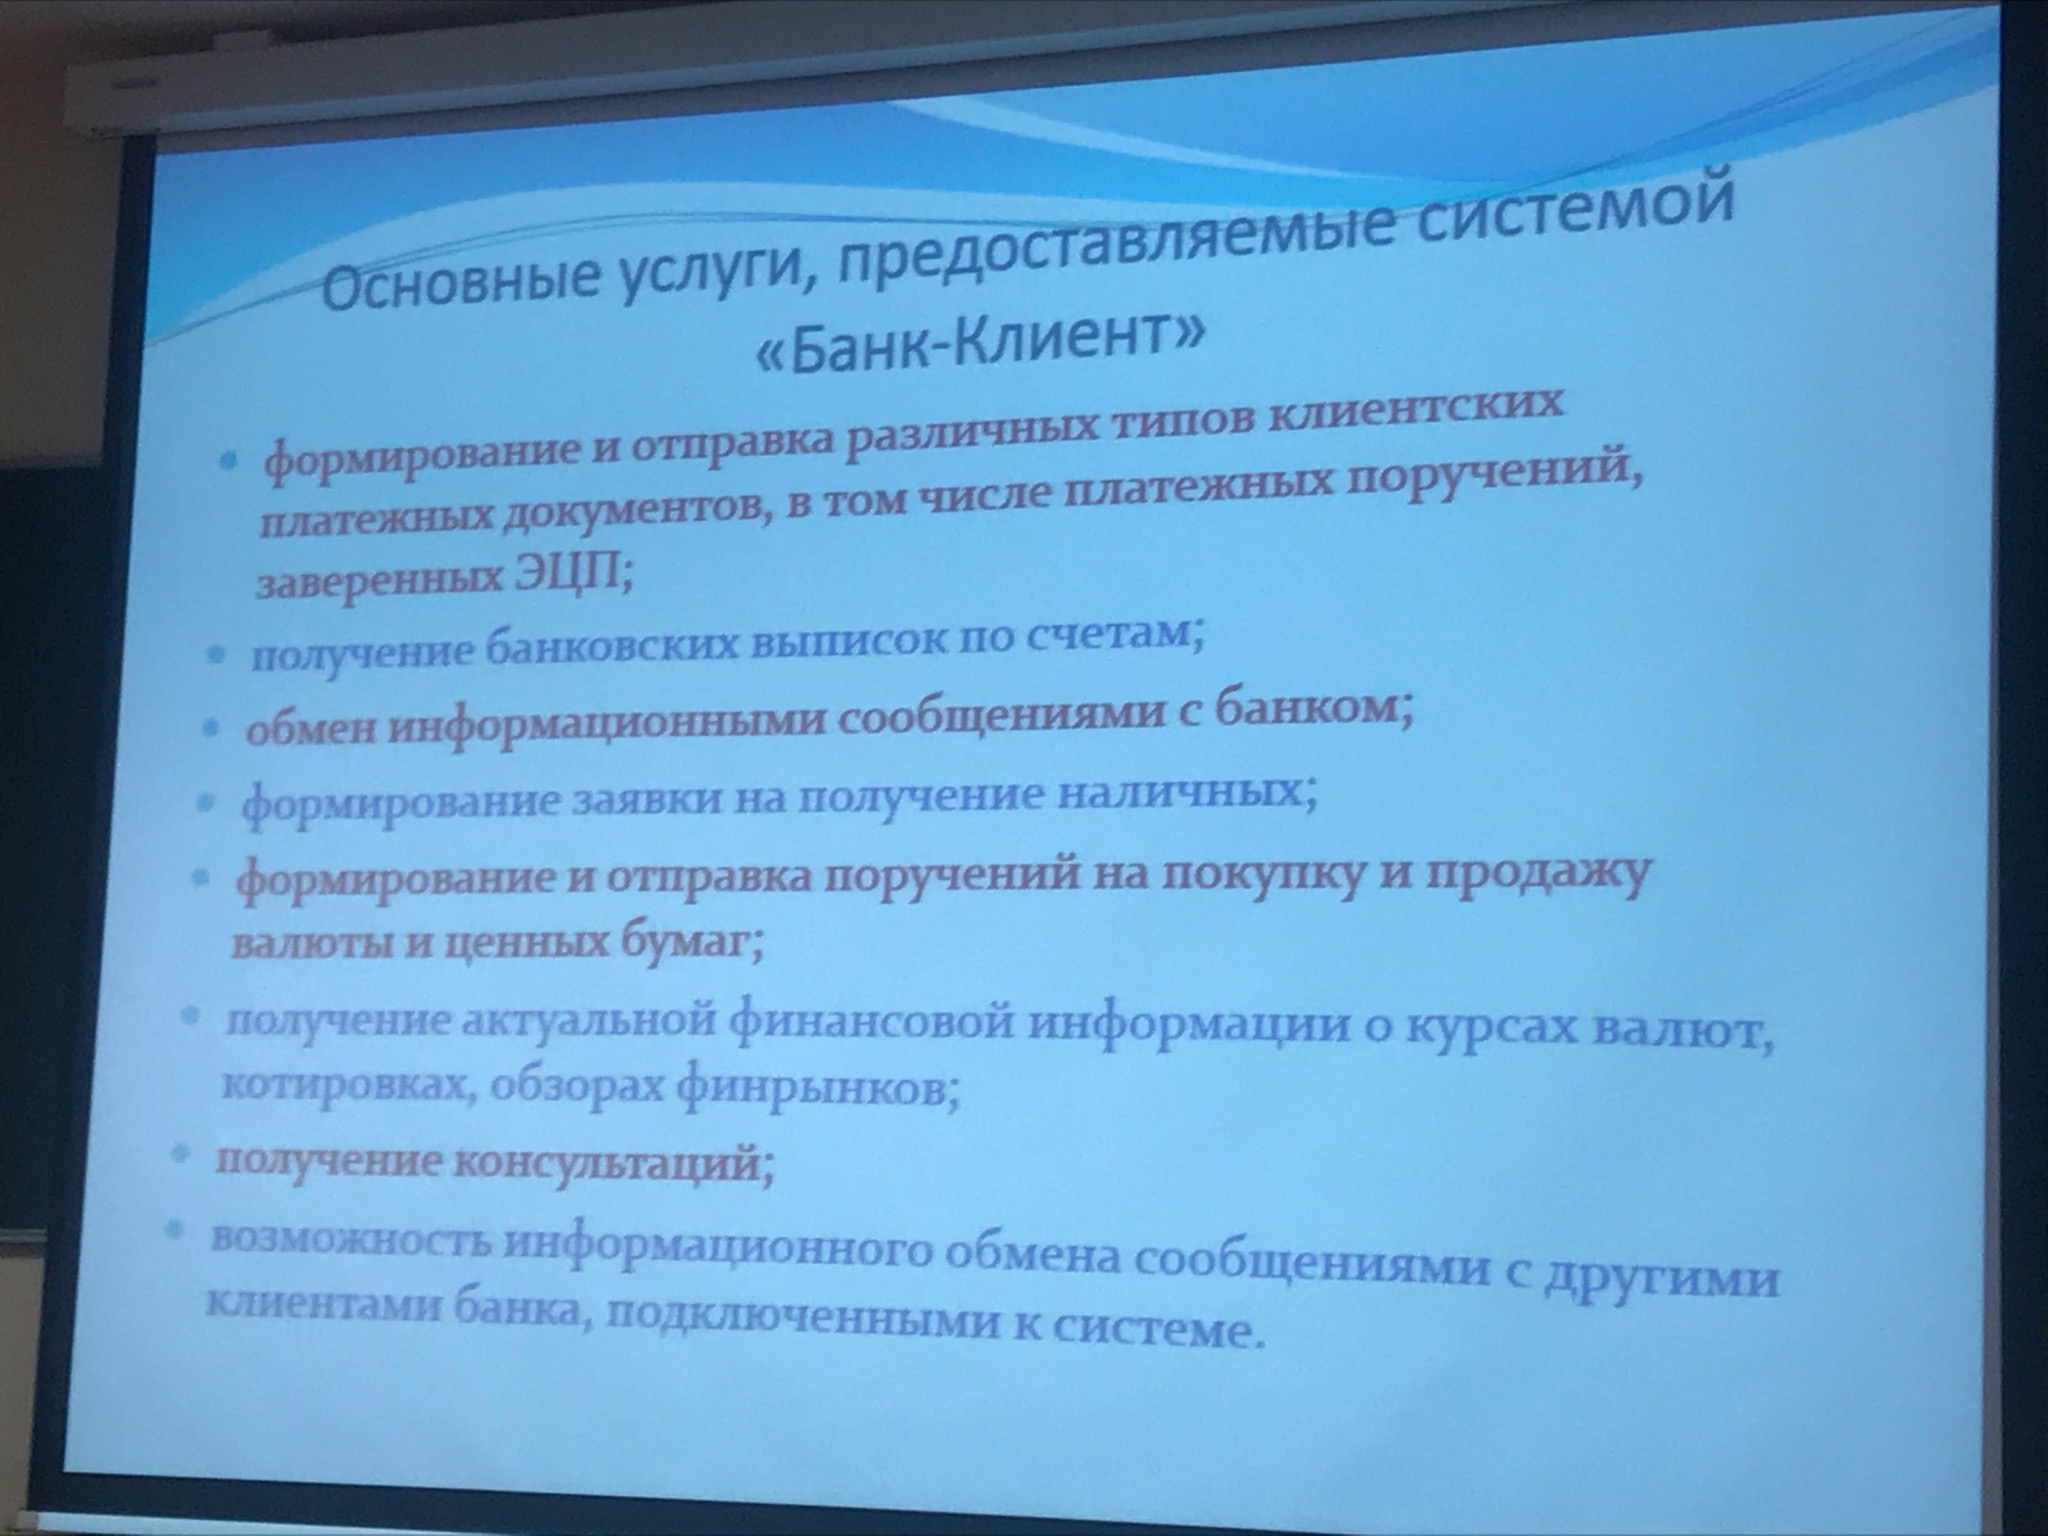 Основные услуги, предоставляемые системой
«Банк-Клиент»
• формирование и отправка различных типов клиентских
платежных документов, в том числе платежных поручений,
заверенных ЭЦП;
• получение банковских выписок по счетам;
• обмен информационными сообщениями с банком;
• формирование заявки на получение наличных;
• формирование и отправка поручений на покупку и продажу
валюты и ценных бумаг;
• получение актуальной финансовой информации о курсах валют,
котировках, обзорах финрынков;
• получение консультаций;
• возможность информационного обмена сообщениями с другими
клиентами банка, подключенными к системе.